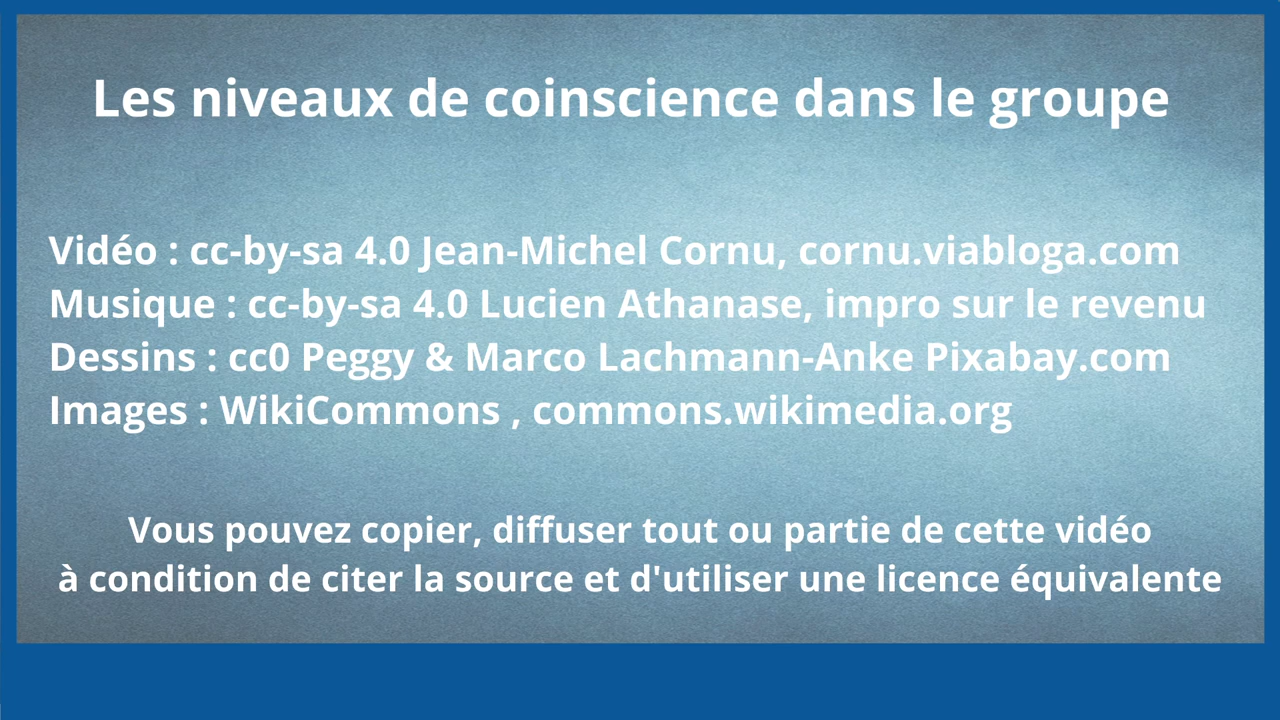 Les niveaux de coinscience dans le groupe
Vidéo : cc-by-sa 4.0 Jean-Michel Cornu, cornu.viabloga.com
Musique : cc-by-sa 4.0 Lucien Athanase, impro sur le revenu
Dessins : cc0 Peggy & Marco Lachmann-Anke Pixabay.com
Images : WikiCommons , commons.wikimedia.org
Vous pouvez copier, diffuser tout ou partie de cette vidéo
à condition de citer la source et d'utiliser une licence équivalente